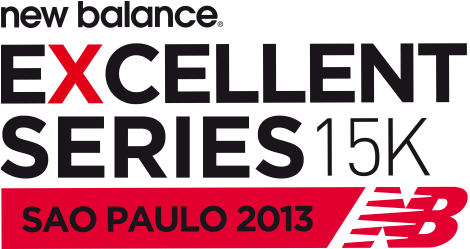 new balance®
EXCELLENT
SERIES 15K
SAO PAULO 2013 NB